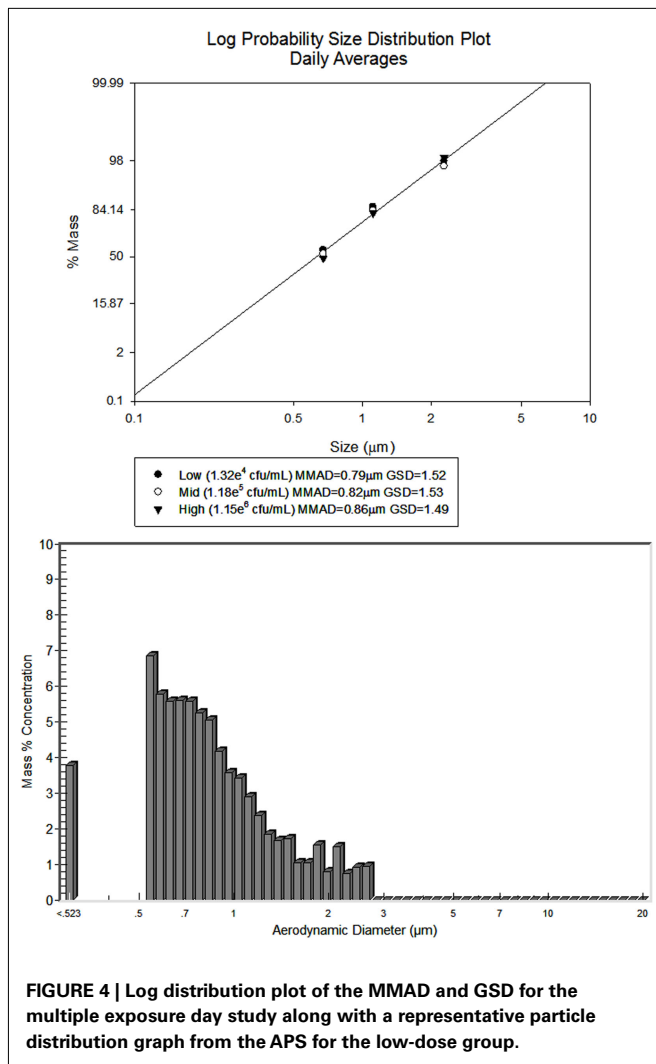 Log Probability Size Distribution Plot
Daily Averages
99.99
98
84.14
50
15.87
2
0.1
% Mass
0.1 0.5 1 2 5 10
Size (µm)
Low (1.32e⁴ cfu/mL) MMAD=0.79µm GSD=1.52
Mid (1.18e⁵ cfu/mL) MMAD=0.82µm GSD=1.53
High (1.15e⁶ cfu/mL) MMAD=0.86µm GSD=1.49
10
9
8
7
6
5
4
3
2
1
0
Mass % Concentration
<.523 .5 .7 1 2 3 5 7 10 20
Aerodynamic Diameter (µm)
FIGURE 4 | Log distribution plot of the MMAD and GSD for the
multiple exposure day study along with a representative particle
distribution graph from the APS for the low-dose group.